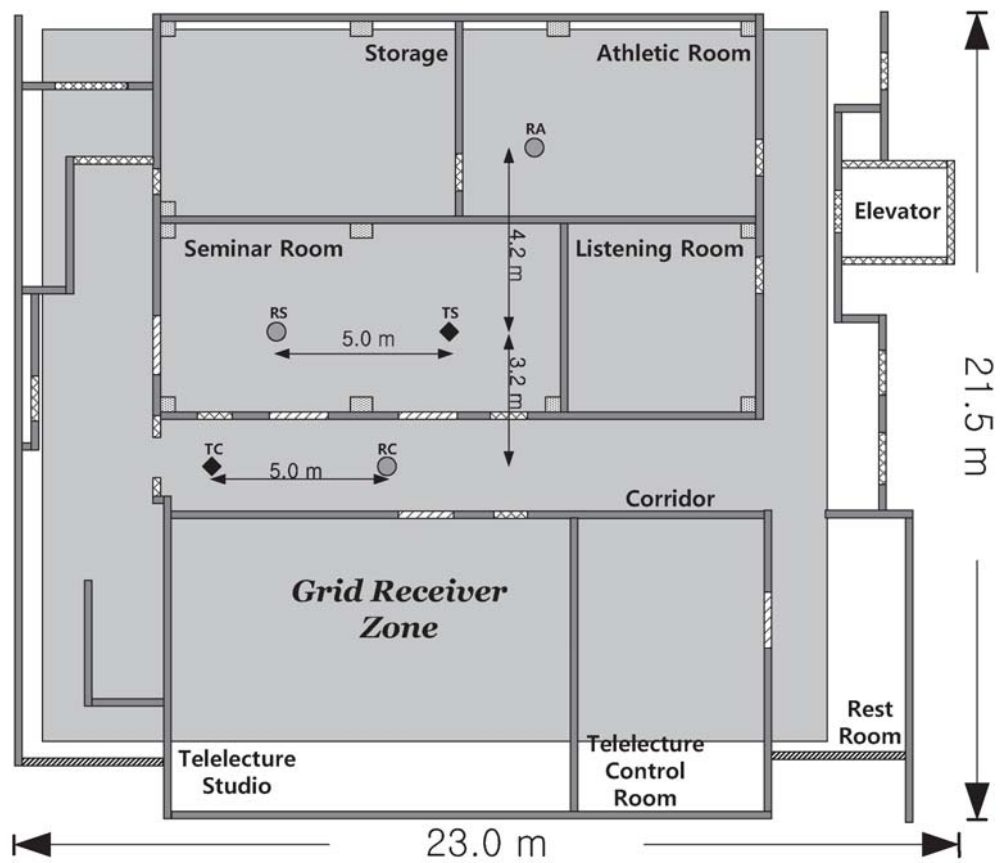 Storage
Athletic Room
RA
Elevator
4.2 m
Seminar Room
Listening Room
RS
TS
5.0 m
3.2 m
21.5 m
TC
RC
5.0 m
Corridor
Grid Receiver
Zone
Rest
Room
Telelecture
Studio
Telelecture
Control
Room
23.0 m